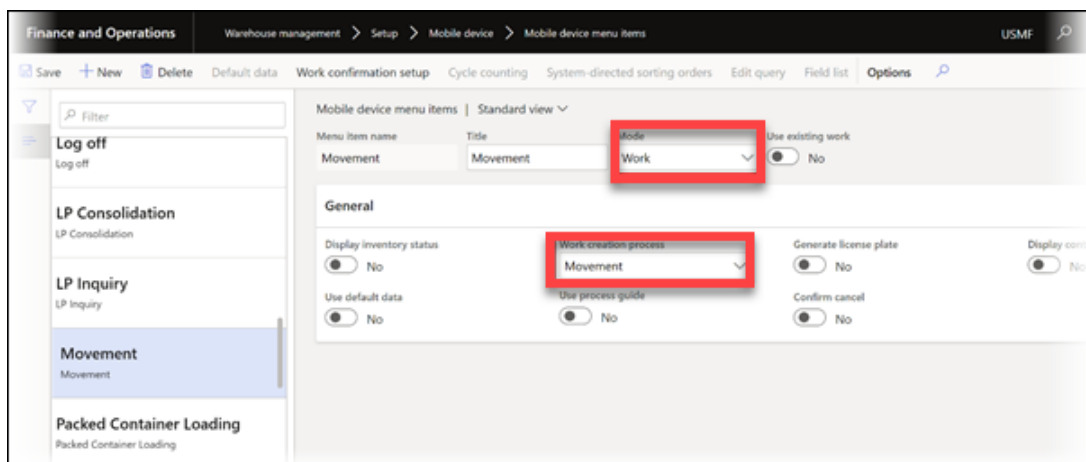 Finance and Operations
Warehouse management > Setup > Mobile device > Mobile device menu items
USMF
Save + New Delete Default data Work confirmation setup Cycle counting System-directed sorting orders Edit query Field list Options
Filter
Log off
Log off
LP Consolidation
LP Consolidation
LP Inquiry
LP Inquiry
Movement
Movement
Packed Container Loading
Packed Container Loading
Mobile device menu items | Standard view
Menu item name Title Mode Use existing work
Movement Movement Work No
General
Display inventory status Work creation process Generate license plate Display
No Movement No No
Use default data Use process guide Confirm cancel
No No No